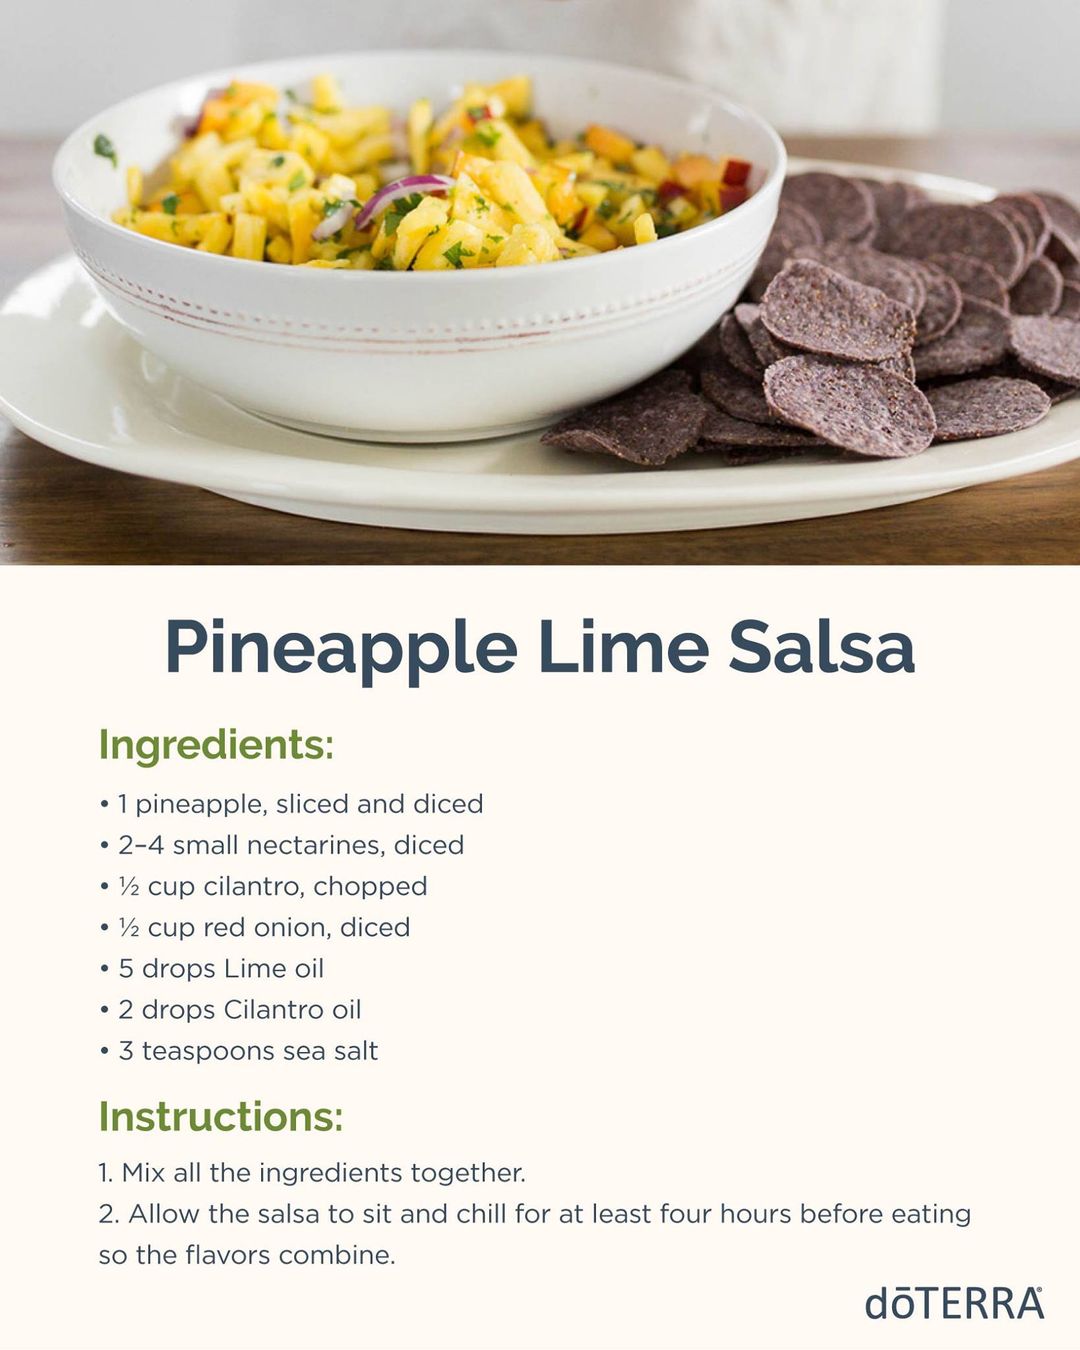 Pineapple Lime Salsa
Ingredients:
• 1 pineapple, sliced and diced
• 2–4 small nectarines, diced
• ½ cup cilantro, chopped
• ½ cup red onion, diced
• 5 drops Lime oil
• 2 drops Cilantro oil
• 3 teaspoons sea salt
Instructions:
1. Mix all the ingredients together.
2. Allow the salsa to sit and chill for at least four hours before eating
so the flavors combine.
dōTERRA®